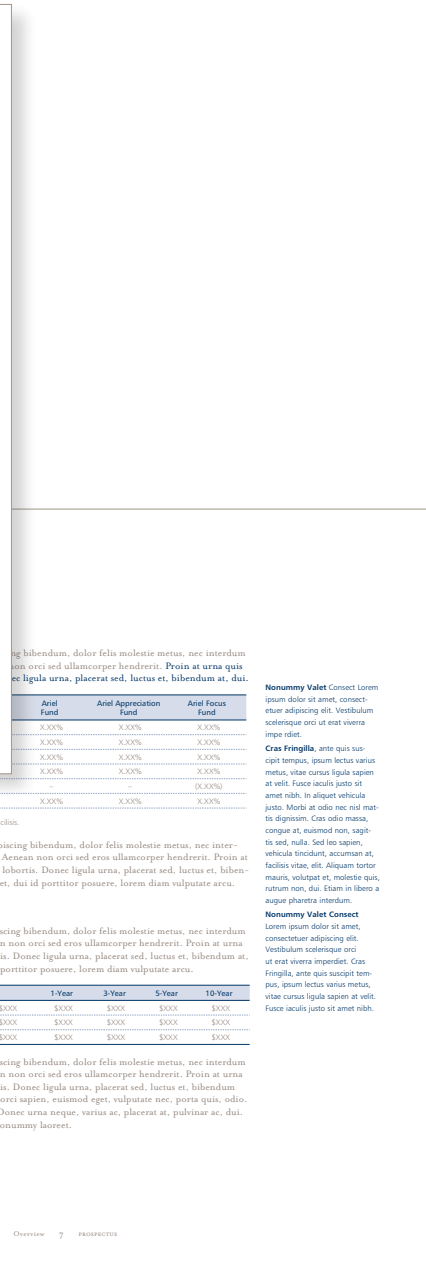 ng bibendum, dolor felis molestie metus, nec interdum
non orci sed ullamcorper hendrerit. Proin at urna quis
ec ligula urna, placerat sed, luctus et, bibendum at, dui.
Ariel Fund Ariel Appreciation Fund Ariel Focus Fund
X.XX% X.XX% X.XX%
X.XX% X.XX% X.XX%
X.XX% X.XX% X.XX%
X.XX% X.XX% X.XX%
– – (X.XX%)
X.XX% X.XX% X.XX%
cilisis.
piscing bibendum, dolor felis molestie metus, nec inter-
Aenean non orci sed eros ullamcorper hendrerit. Proin at
lobortis. Donec ligula urna, placerat sed, luctus et, biben-
et, dui id porttitor posuere, lorem diam vulputate arcu.
scing bibendum, dolor felis molestie metus, nec interdum
n non orci sed eros ullamcorper hendrerit. Proin at urna
is. Donec ligula urna, placerat sed, luctus et, bibendum at,
porttitor posuere, lorem diam vulputate arcu.
1-Year 3-Year 5-Year 10-Year
$XXX $XXX $XXX $XXX $XXX
$XXX $XXX $XXX $XXX $XXX
$XXX $XXX $XXX $XXX $XXX
scing bibendum, dolor felis molestie metus, nec interdum
n non orci sed eros ullamcorper hendrerit. Proin at urna
is. Donec ligula urna, placerat sed, luctus et, bibendum
orci sapien, euismod eget, vulputate nec, porta quis, odio.
Donec urna neque, varius ac, placerat at, pulvinar ac, dui.
onummy laoreet.
Nonummy Valet Consect Lorem
ipsum dolor sit amet, consect-
etuer adipiscing elit. Vestibulum
scelerisque orci ut erat viverra
impe rdiet.
Cras Fringilla, ante quis sus-
cipit tempus, ipsum lectus varius
metus, vitae cursus ligula sapien
at velit. Fusce iaculis justo sit
amet nibh. In aliquet vehicula
justo. Morbi at odio nec nisl mat-
tis dignissim. Cras odio massa,
congue at, euismod non, sagit-
tis sed, nulla. Sed leo sapien,
vehicula tincidunt, accumsan at,
facilisis vitae, elit. Aliquam tortor
mauris, volutpat et, molestie quis,
rutrum non, dui. Etiam in libero a
augue pharetra interdum.
Nonummy Valet Consect
Lorem ipsum dolor sit amet,
consectetuer adipiscing elit.
Vestibulum scelerisque orci
ut erat viverra imperdiet. Cras
Fringilla, ante quis suscipit tem-
pus, ipsum lectus varius metus,
vitae cursus ligula sapien at velit.
Fusce iaculis justo sit amet nibh.
Overview 7 PROSPECTUS